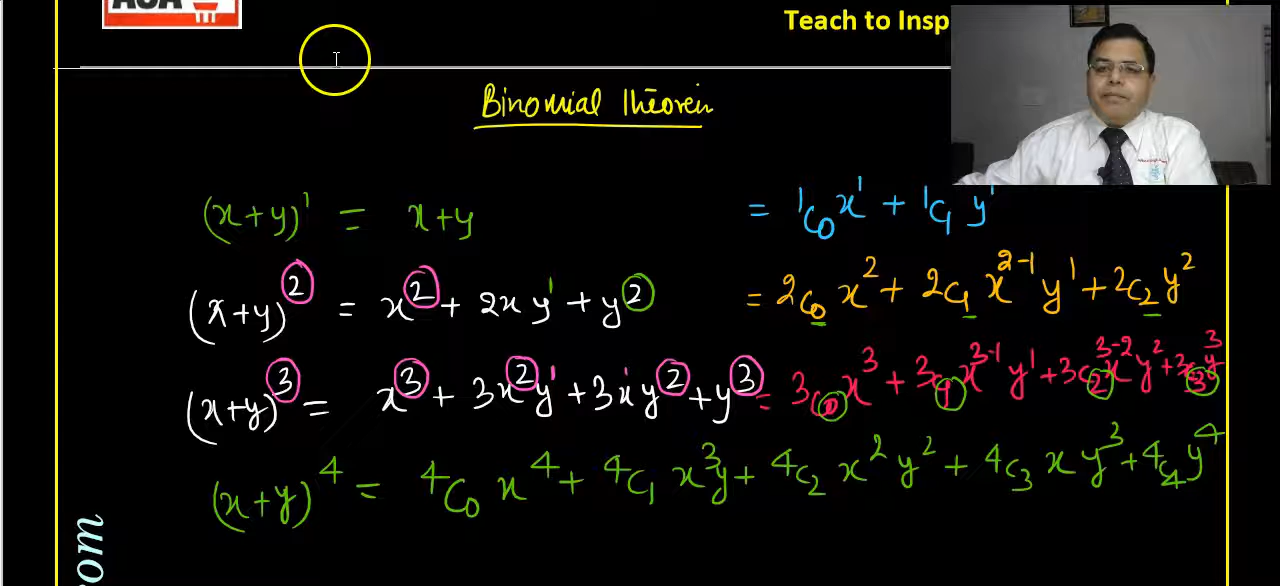 Teach to Insp
Binomial Theorem
(x+y)¹ = x+y = ¹C₀x¹ + ¹C₁y¹
(x+y)² = x² + 2xy¹ + y² = 2C₀x² + 2C₁x²⁻¹y¹ + 2C₂y²
(x+y)³ = x³ + 3x²y¹ + 3x¹y² + y³ = 3C₀x³ + 3C₁x³⁻¹y¹ + 3C₂x³⁻²y² + 3C₃y³
(x+y)⁴ = ⁴C₀x⁴ + ⁴C₁x³y + ⁴C₂x²y² + ⁴C₃xy³ + ⁴C₄y⁴
om